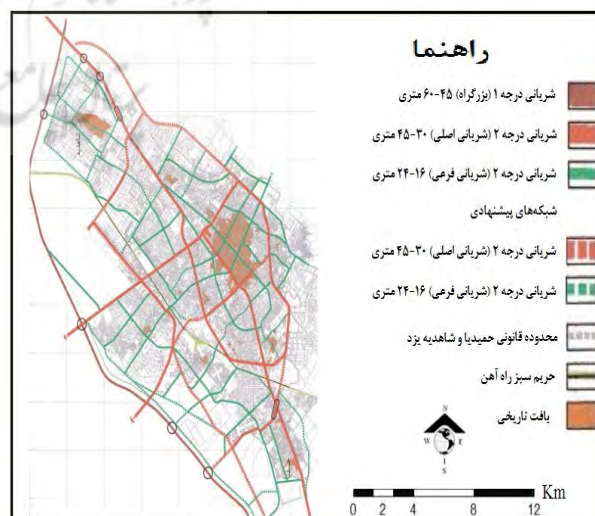 راهنما
شریانی درجه ۱ (بزرگراه) ۴۵-۶۰ متری
شریانی درجه ۲ (شریانی اصلی) ۳۰-۴۵ متری
شریانی درجه ۲ (شریانی فرعی) ۱۶-۲۴ متری
شبکه‌های پیشنهادی
شریانی درجه ۲ (شریانی اصلی) ۳۰-۴۵ متری
شریانی درجه ۲ (شریانی فرعی) ۱۶-۲۴ متری
محدوده قانونی حمیدیا و شاهدیه یزد
حریم سبز راه آهن
بافت تاریخی
N
W E
S
Km
0 2 4 8 12
شاهدیه